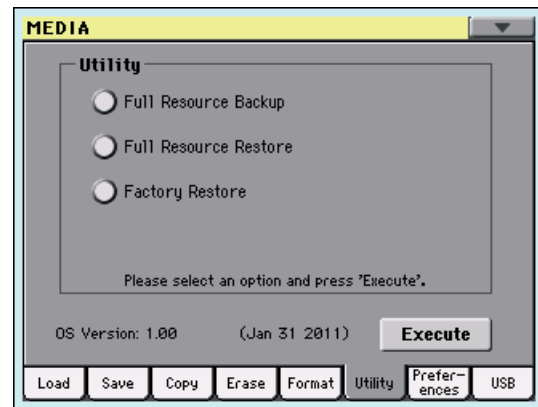 MEDIA
Utility
Full Resource Backup
Full Resource Restore
Factory Restore
Please select an option and press 'Execute'.
OS Version: 1.00 (Jan 31 2011) Execute
Load Save Copy Erase Format Utility Prefer-ences USB